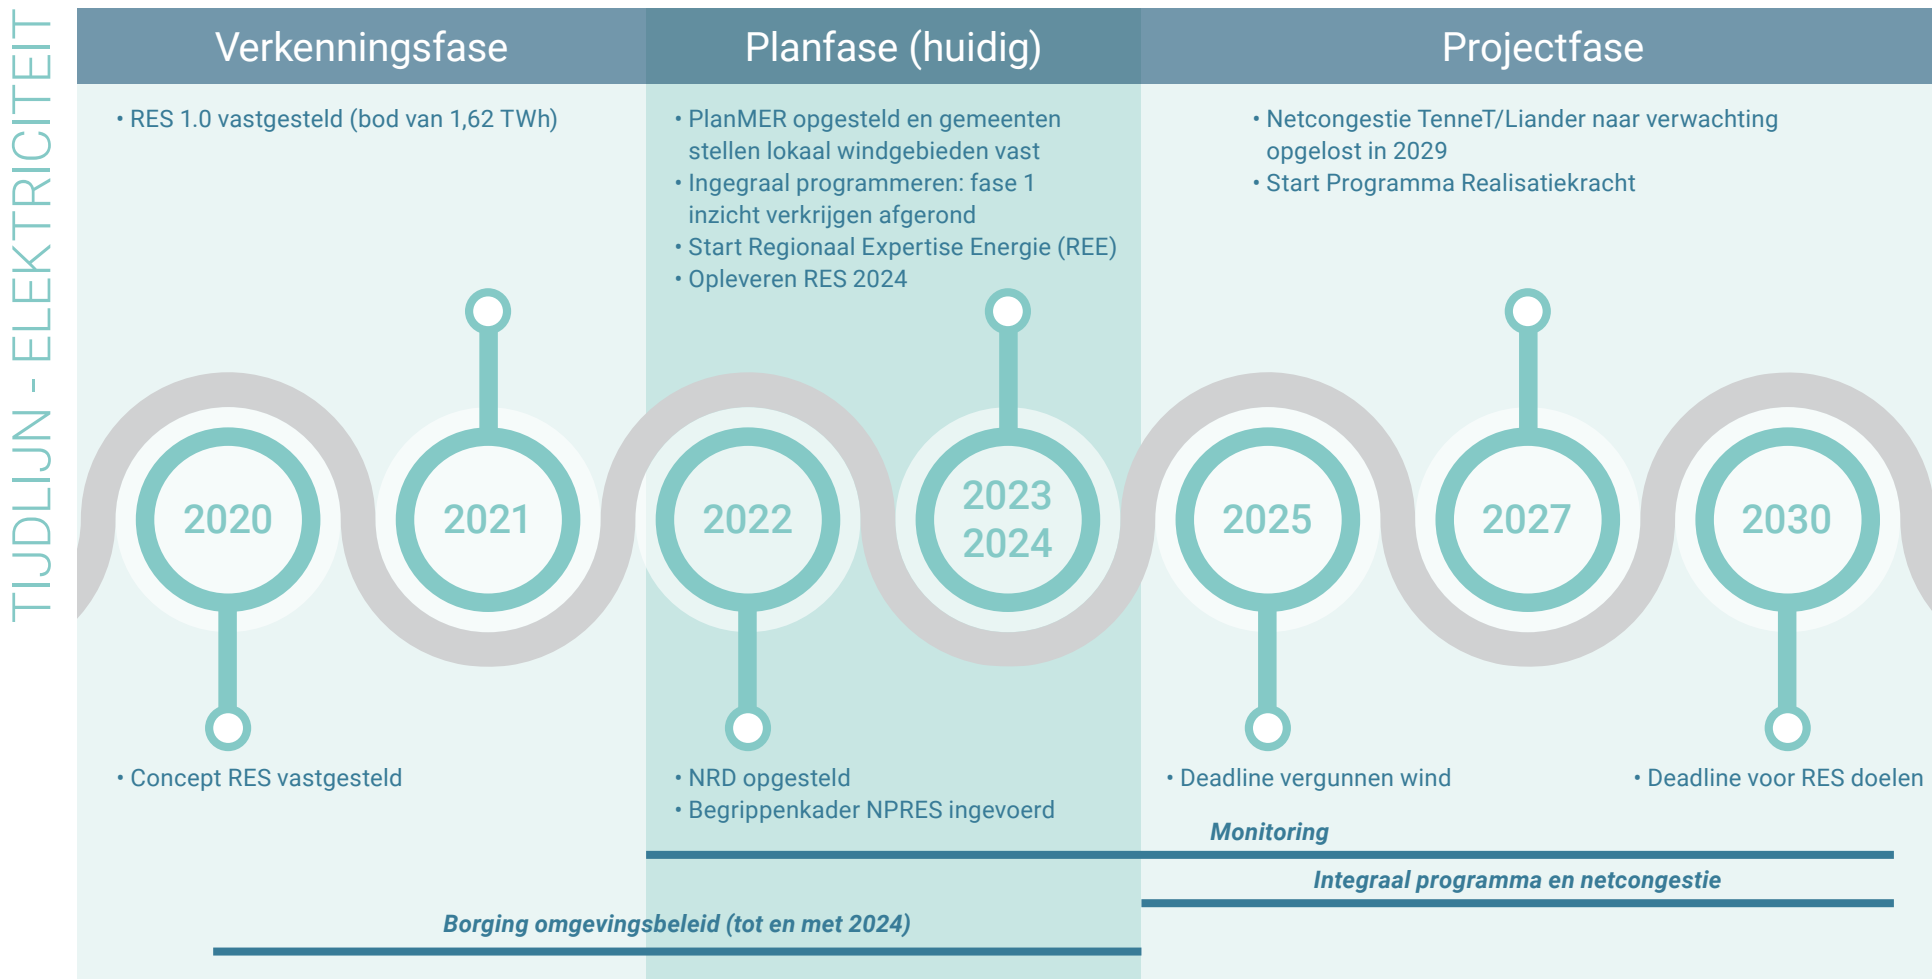 TIJDLIJN - ELEKTRICITEIT
Verkenningsfase
Planfase (huidig)
Projectfase
• RES 1.0 vastgesteld (bod van 1,62 TWh)
• PlanMER opgesteld en gemeenten
stellen lokaal windgebieden vast
• Ingegraal programmeren: fase 1
inzicht verkrijgen afgerond
• Start Regionaal Expertise Energie (REE)
• Opleveren RES 2024
• Netcongestie TenneT/Liander naar verwachting
opgelost in 2029
• Start Programma Realisatiekracht
2020
2021
2022
2023
2024
2025
2027
2030
• Concept RES vastgesteld
• NRD opgesteld
• Begrippenkader NPRES ingevoerd
• Deadline vergunnen wind
• Deadline voor RES doelen
Monitoring
Integraal programma en netcongestie
Borging omgevingsbeleid (tot en met 2024)